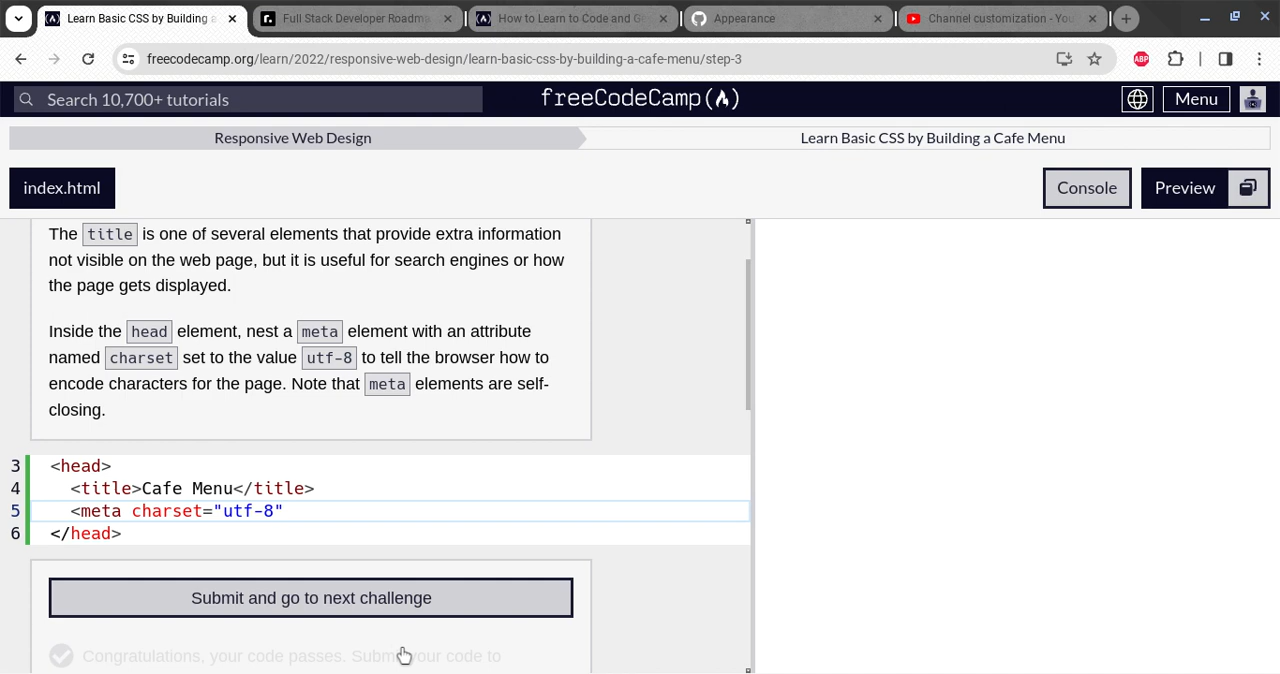 Learn Basic CSS by Building a
Full Stack Developer Roadma
How to Learn to Code and Ge
Appearance
Channel customization - You
freecodecamp.org/learn/2022/responsive-web-design/learn-basic-css-by-building-a-cafe-menu/step-3
ABP
Search 10,700+ tutorials
freeCodeCamp
Menu
Responsive Web Design
Learn Basic CSS by Building a Cafe Menu
index.html
Console
Preview
The title is one of several elements that provide extra information
not visible on the web page, but it is useful for search engines or how
the page gets displayed.
Inside the head element, nest a meta element with an attribute
named charset set to the value utf-8 to tell the browser how to
encode characters for the page. Note that meta elements are self-
closing.
3 <head>
4 <title>Cafe Menu</title>
5 <meta charset="utf-8"
6 </head>
Submit and go to next challenge
Congratulations, your code passes. Submit your code to